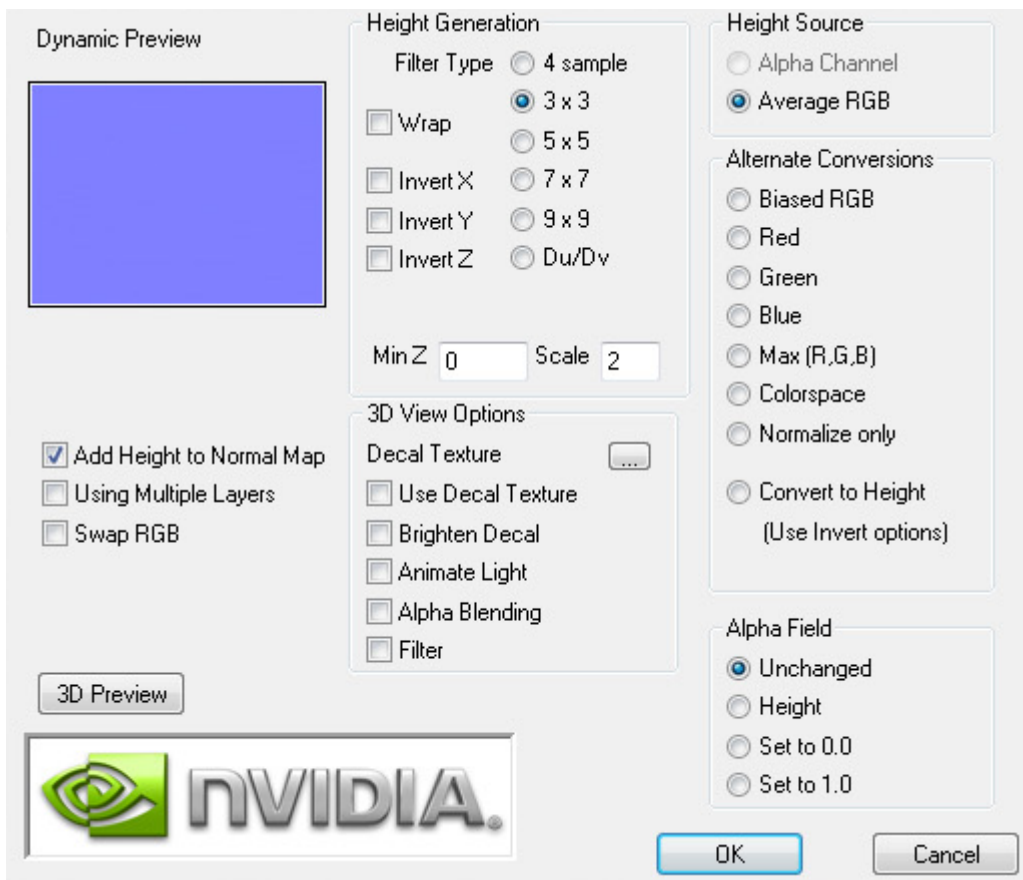 Dynamic Preview
Add Height to Normal Map
Using Multiple Layers
Swap RGB
3D Preview
nVIDIA.
Height Generation
Filter Type
4 sample
3 x 3
5 x 5
7 x 7
9 x 9
Du/Dv
Wrap
Invert X
Invert Y
Invert Z
Min Z 0 Scale 2
3D View Options
Decal Texture ...
Use Decal Texture
Brighten Decal
Animate Light
Alpha Blending
Filter
Height Source
Alpha Channel
Average RGB
Alternate Conversions
Biased RGB
Red
Green
Blue
Max (R,G,B)
Colorspace
Normalize only
Convert to Height
(Use Invert options)
Alpha Field
Unchanged
Height
Set to 0.0
Set to 1.0
OK Cancel